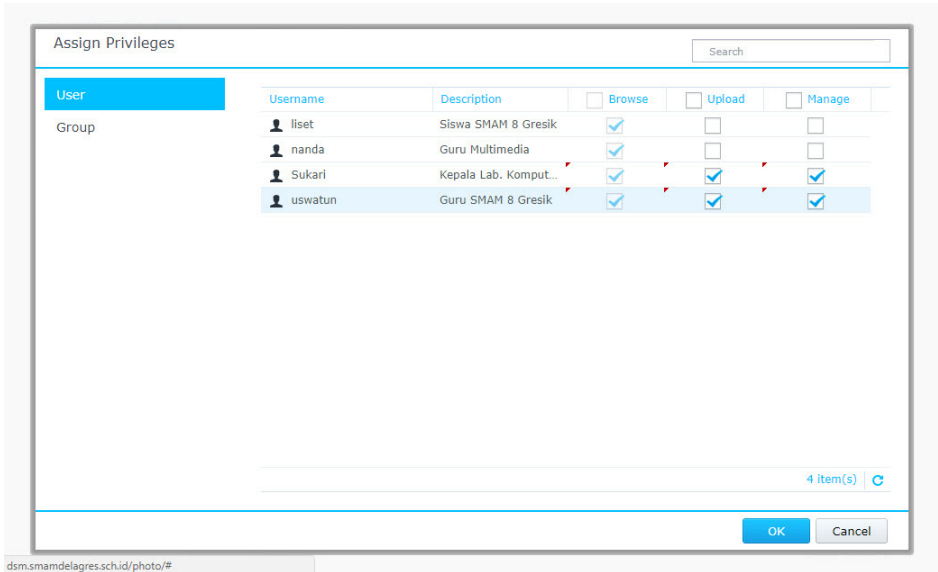 Assign Privileges
Search
User
Group
Username Description Browse Upload Manage
liset Siswa SMAM 8 Gresik
nanda Guru Multimedia
Sukari Kepala Lab. Komput...
uswatun Guru SMAM 8 Gresik
4 item(s)
OK Cancel
dsm.smamdelagres.sch.id/photo/#